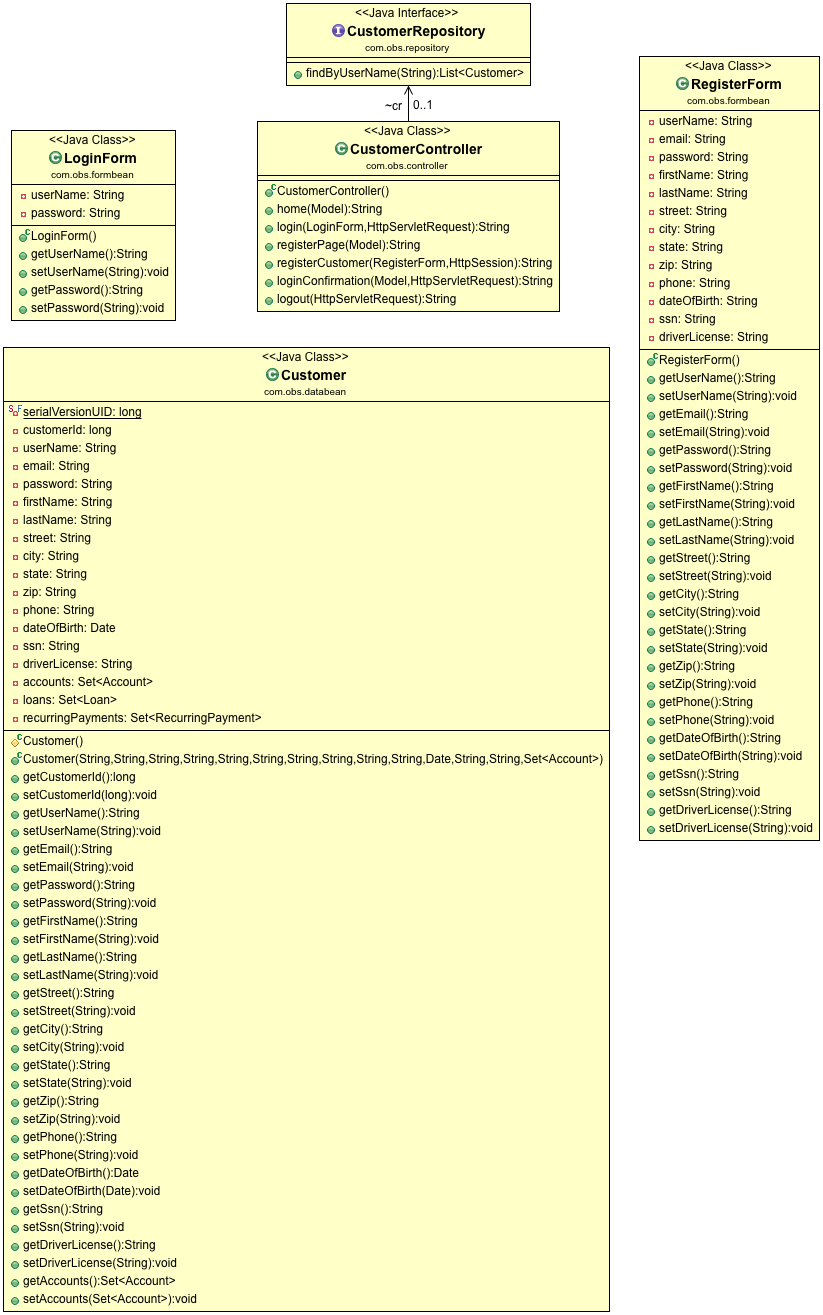 <<Java Interface>>
CustomerRepository
com.obs.repository
findByUserName(String):List<Customer>
~cr 0..1
<<Java Class>>
CustomerController
com.obs.controller
CustomerController()
home(Model):String
login(LoginForm,HttpServletRequest):String
registerPage(Model):String
registerCustomer(RegisterForm,HttpSession):String
loginConfirmation(Model,HttpServletRequest):String
logout(HttpServletRequest):String
<<Java Class>>
LoginForm
com.obs.formbean
userName: String
password: String
LoginForm()
getUserName():String
setUserName(String):void
getPassword():String
setPassword(String):void
<<Java Class>>
RegisterForm
com.obs.formbean
userName: String
email: String
password: String
firstName: String
lastName: String
street: String
city: String
state: String
zip: String
phone: String
dateOfBirth: String
ssn: String
driverLicense: String
RegisterForm()
getUserName():String
setUserName(String):void
getEmail():String
setEmail(String):void
getPassword():String
setPassword(String):void
getFirstName():String
setFirstName(String):void
getLastName():String
setLastName(String):void
getStreet():String
setStreet(String):void
getCity():String
setCity(String):void
getState():String
setState(String):void
getZip():String
setZip(String):void
getPhone():String
setPhone(String):void
getDateOfBirth():String
setDateOfBirth(String):void
getSsn():String
setSsn(String):void
getDriverLicense():String
setDriverLicense(String):void
<<Java Class>>
Customer
com.obs.databean
serialVersionUID: long
customerId: long
userName: String
email: String
password: String
firstName: String
lastName: String
street: String
city: String
state: String
zip: String
phone: String
dateOfBirth: Date
ssn: String
driverLicense: String
accounts: Set<Account>
loans: Set<Loan>
recurringPayments: Set<RecurringPayment>
Customer()
Customer(String,String,String,String,String,String,String,String,String,String,Date,String,String,Set<Account>)
getCustomerId():long
setCustomerId(long):void
getUserName():String
setUserName(String):void
getEmail():String
setEmail(String):void
getPassword():String
setPassword(String):void
getFirstName():String
setFirstName(String):void
getLastName():String
setLastName(String):void
getStreet():String
setStreet(String):void
getCity():String
setCity(String):void
getState():String
setState(String):void
getZip():String
setZip(String):void
getPhone():String
setPhone(String):void
getDateOfBirth():Date
setDateOfBirth(Date):void
getSsn():String
setSsn(String):void
getDriverLicense():String
setDriverLicense(String):void
getAccounts():Set<Account>
setAccounts(Set<Account>):void